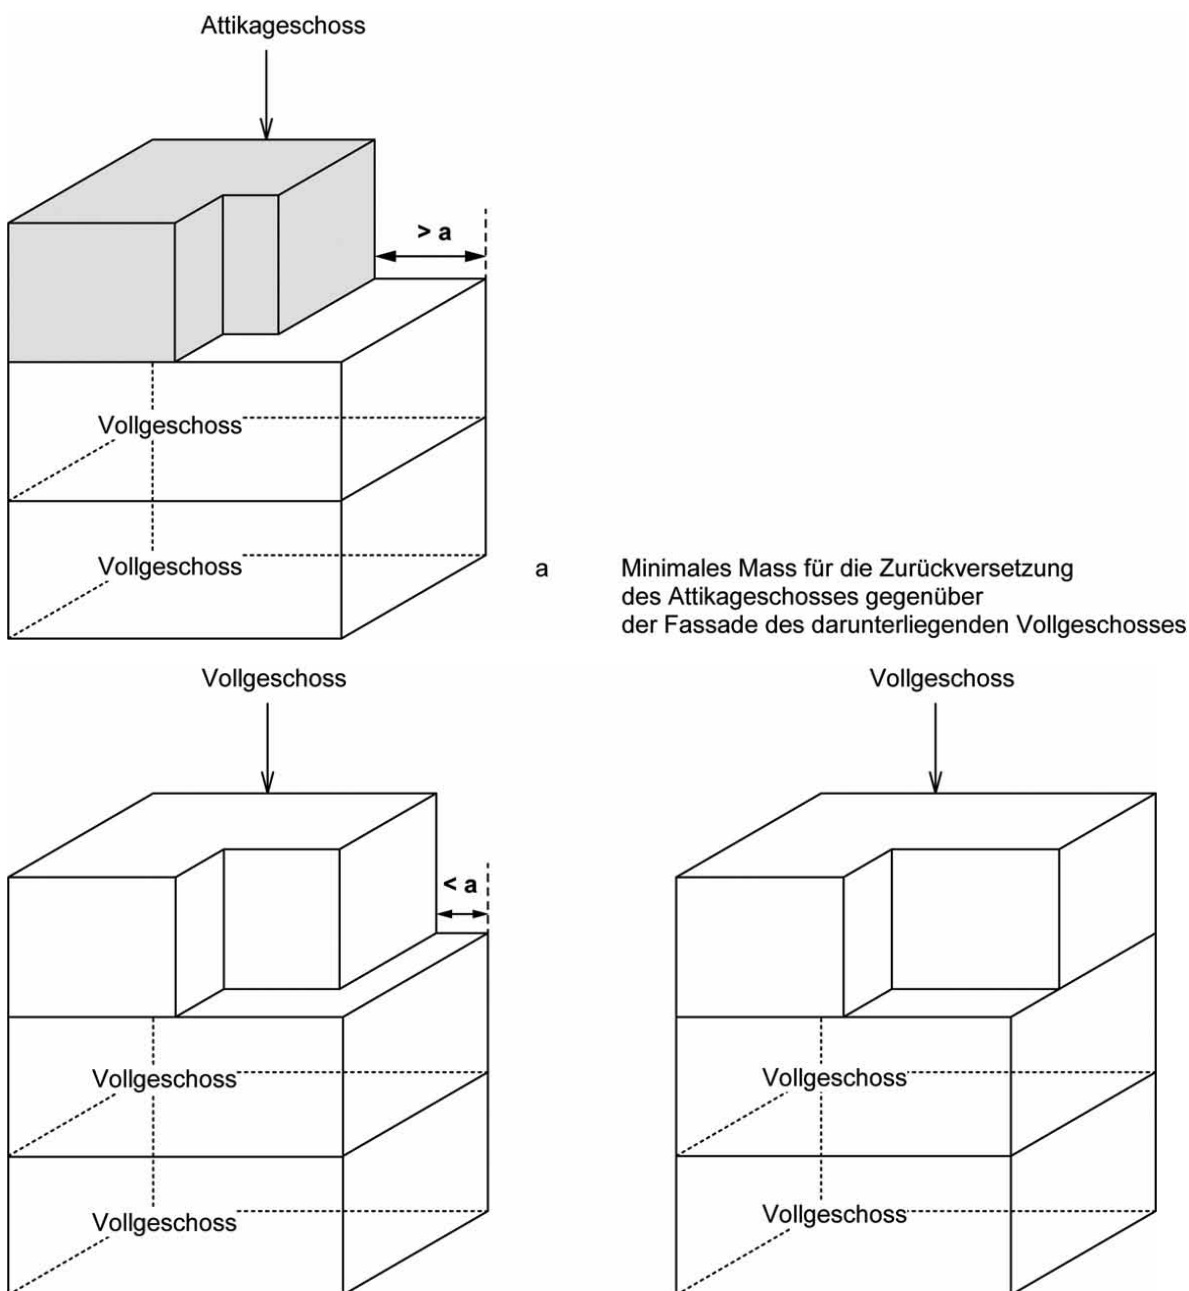 Attikageschoss
> a
Vollgeschoss
Vollgeschoss
a Minimales Mass für die Zurückversetzung
des Attikageschosses gegenüber
der Fassade des darunterliegenden Vollgeschosses
Vollgeschoss
< a
Vollgeschoss
Vollgeschoss
Vollgeschoss
Vollgeschoss
Vollgeschoss